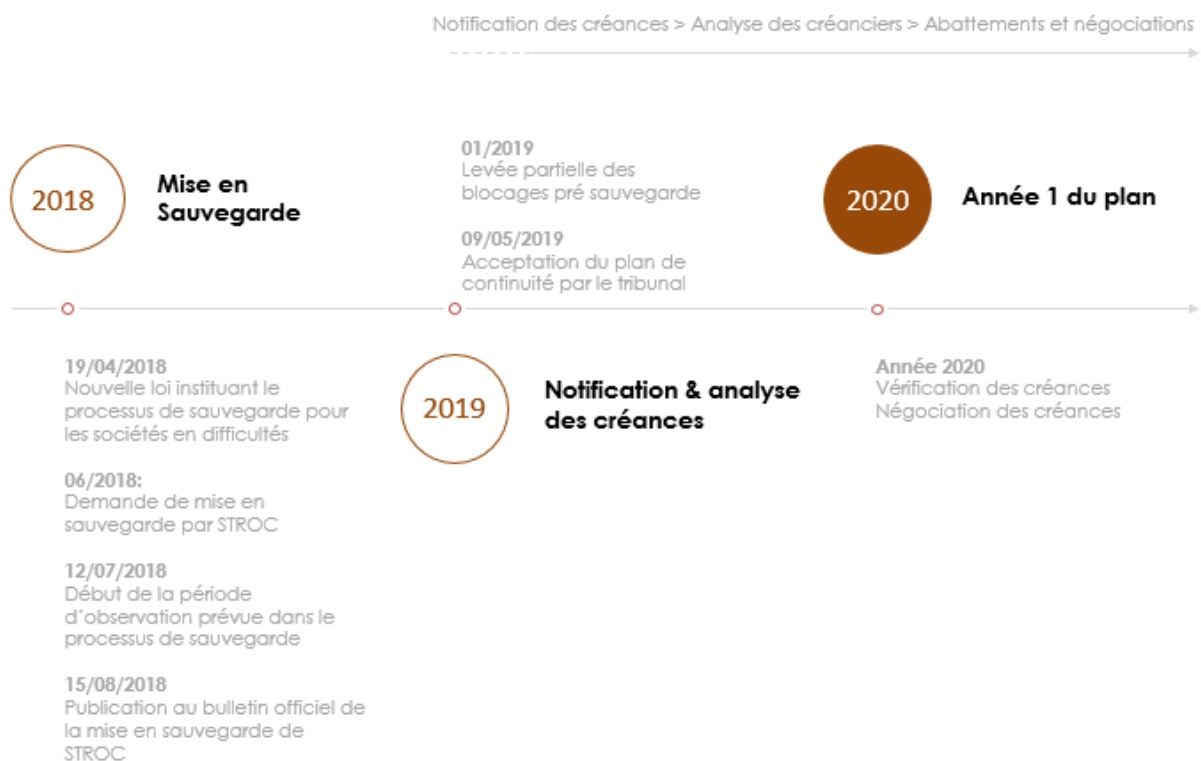 Notification des créances > Analyse des créanciers > Abattements et négociations
2018
Mise en
Sauvegarde
01/2019
Levée partielle des
blocages pré sauvegarde
09/05/2019
Acceptation du plan de
continuité par le tribunal
2020
Année 1 du plan
19/04/2018
Nouvelle loi instituant le
processus de sauvegarde pour
les sociétés en difficultés
06/2018:
Demande de mise en
sauvegarde par STROC
12/07/2018
Début de la période
d'observation prévue dans le
processus de sauvegarde
15/08/2018
Publication au bulletin officiel de
la mise en sauvegarde de
STROC
2019
Notification & analyse
des créances
Année 2020
Vérification des créances
Négociation des créances